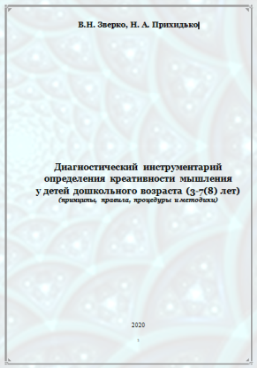 В.Н. Зверко, Н. А. Прихидько
Диагностический инструментарий
определения креативности мышления
у детей дошкольного возраста (3-7(8) лет)
(принципы, правила, процедуры и методики)
2020